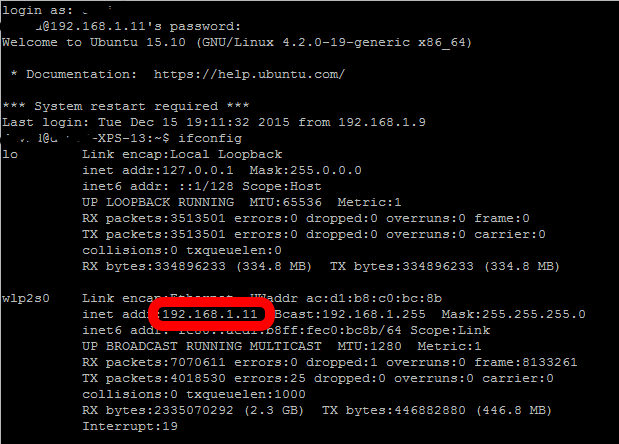 login as:
@192.168.1.11's password:
Welcome to Ubuntu 15.10 (GNU/Linux 4.2.0-19-generic x86_64)
* Documentation:  https://help.ubuntu.com/
*** System restart required ***
Last login: Tue Dec 15 19:11:32 2015 from 192.168.1.9
-XPS-13:~$ ifconfig
lo        Link encap:Local Loopback
inet addr:127.0.0.1  Mask:255.0.0.0
inet6 addr: ::1/128 Scope:Host
UP LOOPBACK RUNNING  MTU:65536  Metric:1
RX packets:3513501 errors:0 dropped:0 overruns:0 frame:0
TX packets:3513501 errors:0 dropped:0 overruns:0 carrier:0
collisions:0 txqueuelen:0
RX bytes:334896233 (334.8 MB)  TX bytes:334896233 (334.8 MB)
wlp2s0    Link encap:Ethernet  HWaddr ac:d1:b8:c0:bc:8b
inet addr:192.168.1.11  Bcast:192.168.1.255  Mask:255.255.255.0
inet6 addr: b8ff:fec0:bc8b/64 Scope:Link
UP BROADCAST RUNNING MULTICAST  MTU:1280  Metric:1
RX packets:7070611 errors:0 dropped:0 overruns:0 frame:8133261
TX packets:4018530 errors:25 dropped:0 overruns:0 carrier:0
collisions:0 txqueuelen:1000
RX bytes:2335070292 (2.3 GB)  TX bytes:446882880 (446.8 MB)
Interrupt:19